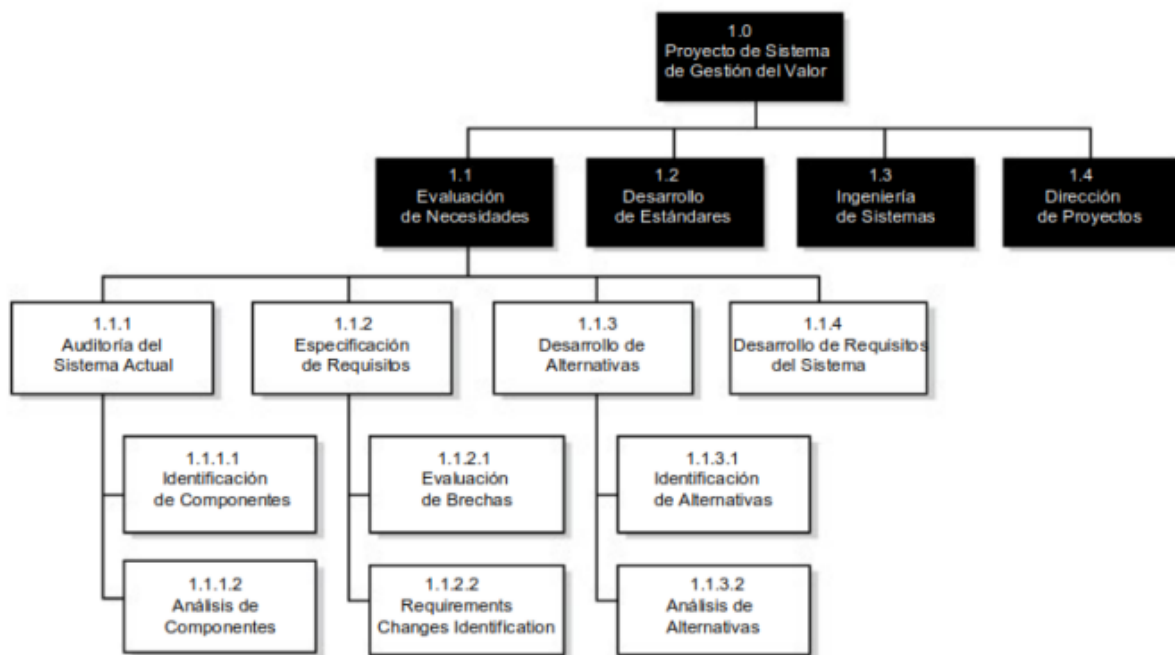 1.0
Proyecto de Sistema
de Gestión del Valor
1.1
Evaluación
de Necesidades
1.2
Desarrollo
de Estándares
1.3
Ingeniería
de Sistemas
1.4
Dirección
de Proyectos
1.1.1
Auditoría del
Sistema Actual
1.1.2
Especificación
de Requisitos
1.1.3
Desarrollo de
Alternativas
1.1.4
Desarrollo de Requisitos
del Sistema
1.1.1.1
Identificación
de Componentes
1.1.2.1
Evaluación
de Brechas
1.1.3.1
Identificación
de Alternativas
1.1.1.2
Análisis de
Componentes
1.1.2.2
Requirements
Changes Identification
1.1.3.2
Análisis de
Alternativas